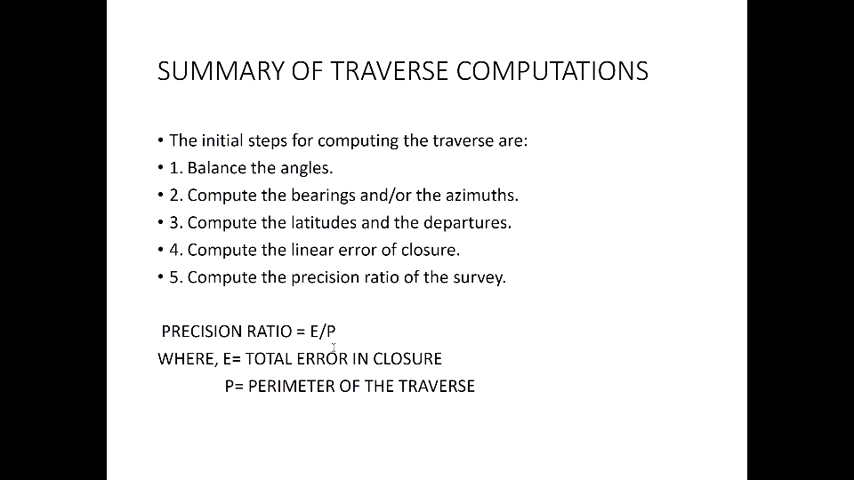 SUMMARY OF TRAVERSE COMPUTATIONS
• The initial steps for computing the traverse are:
• 1. Balance the angles.
• 2. Compute the bearings and/or the azimuths.
• 3. Compute the latitudes and the departures.
• 4. Compute the linear error of closure.
• 5. Compute the precision ratio of the survey.
PRECISION RATIO = E/P
WHERE, E= TOTAL ERROR IN CLOSURE
P= PERIMETER OF THE TRAVERSE